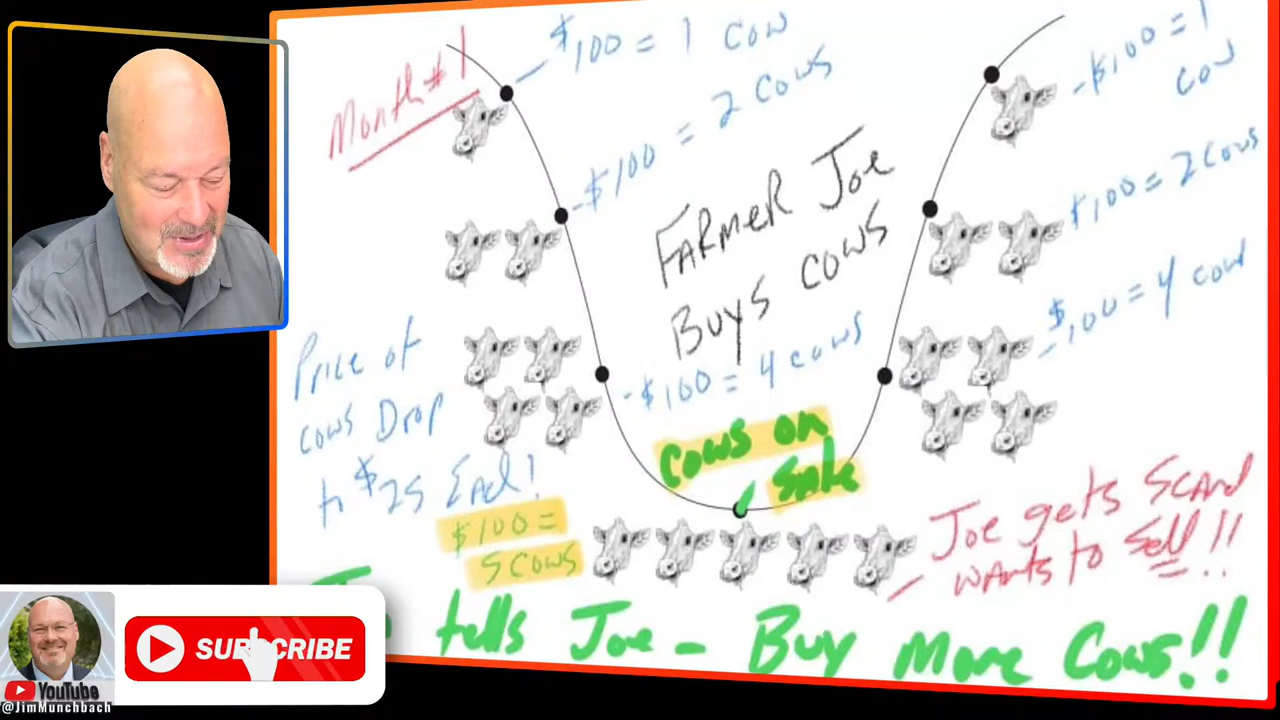 Month #1
$100 = 1 cow
-$100 = 2 cows
FARMER Joe
Buys cows
-$100 = 4 cows
Price of
cows Drop
to $25 Each!
$100 =
5 cows
cows on
sale
-$100 = 1
cow
$100 = 2 cows
$100 = 4 cow
Joe gets Scared
wants to Sell!!
tells Joe - Buy More Cows!!
SUBSCRIBE
YouTube
@JimMunchbach